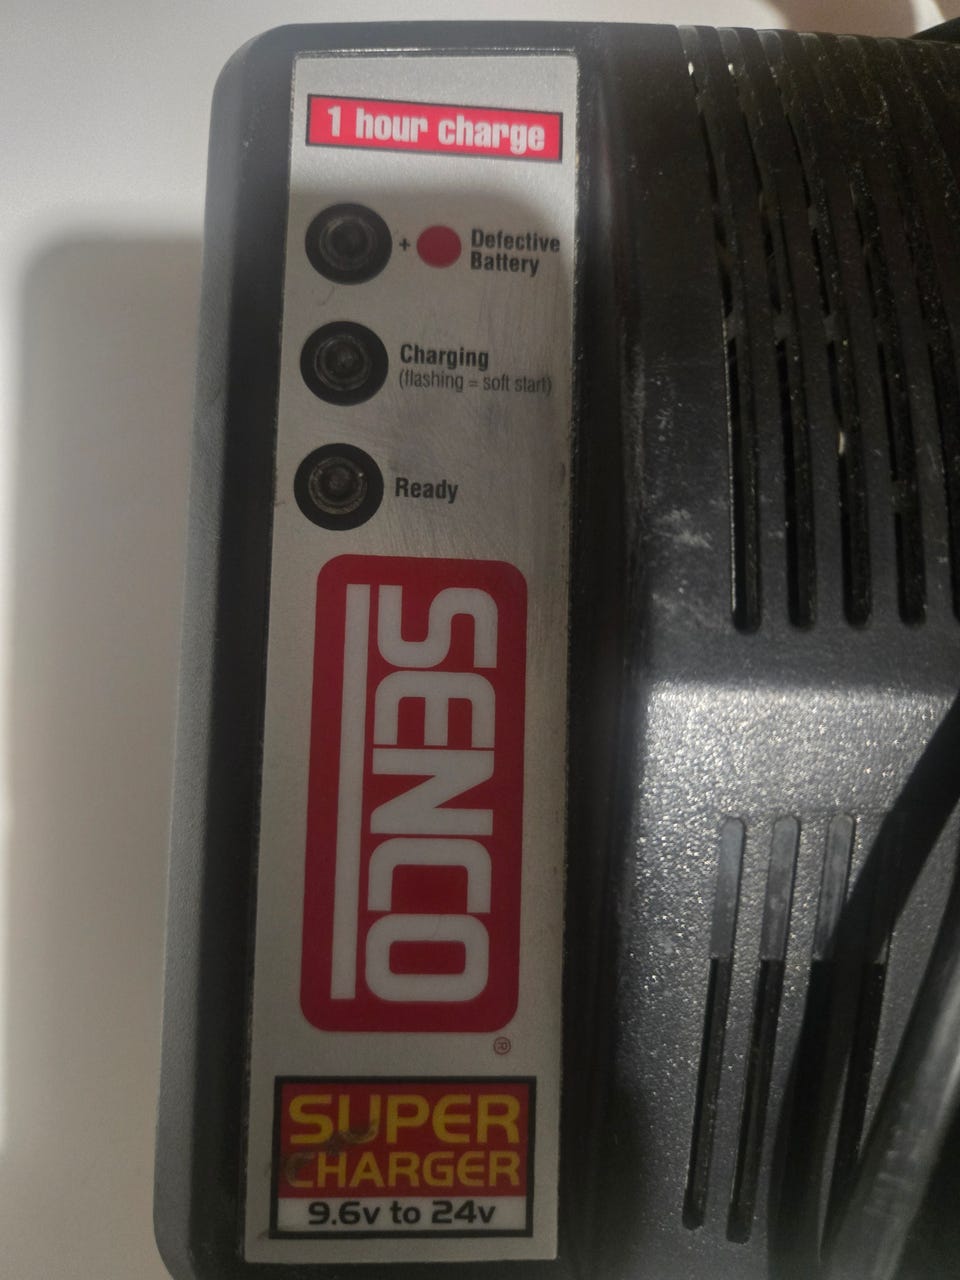 1 hour charge
+ Defective
Battery
Charging
(flashing = soft start)
Ready
SENCO
®
SUPER
CHARGER
9.6v to 24v